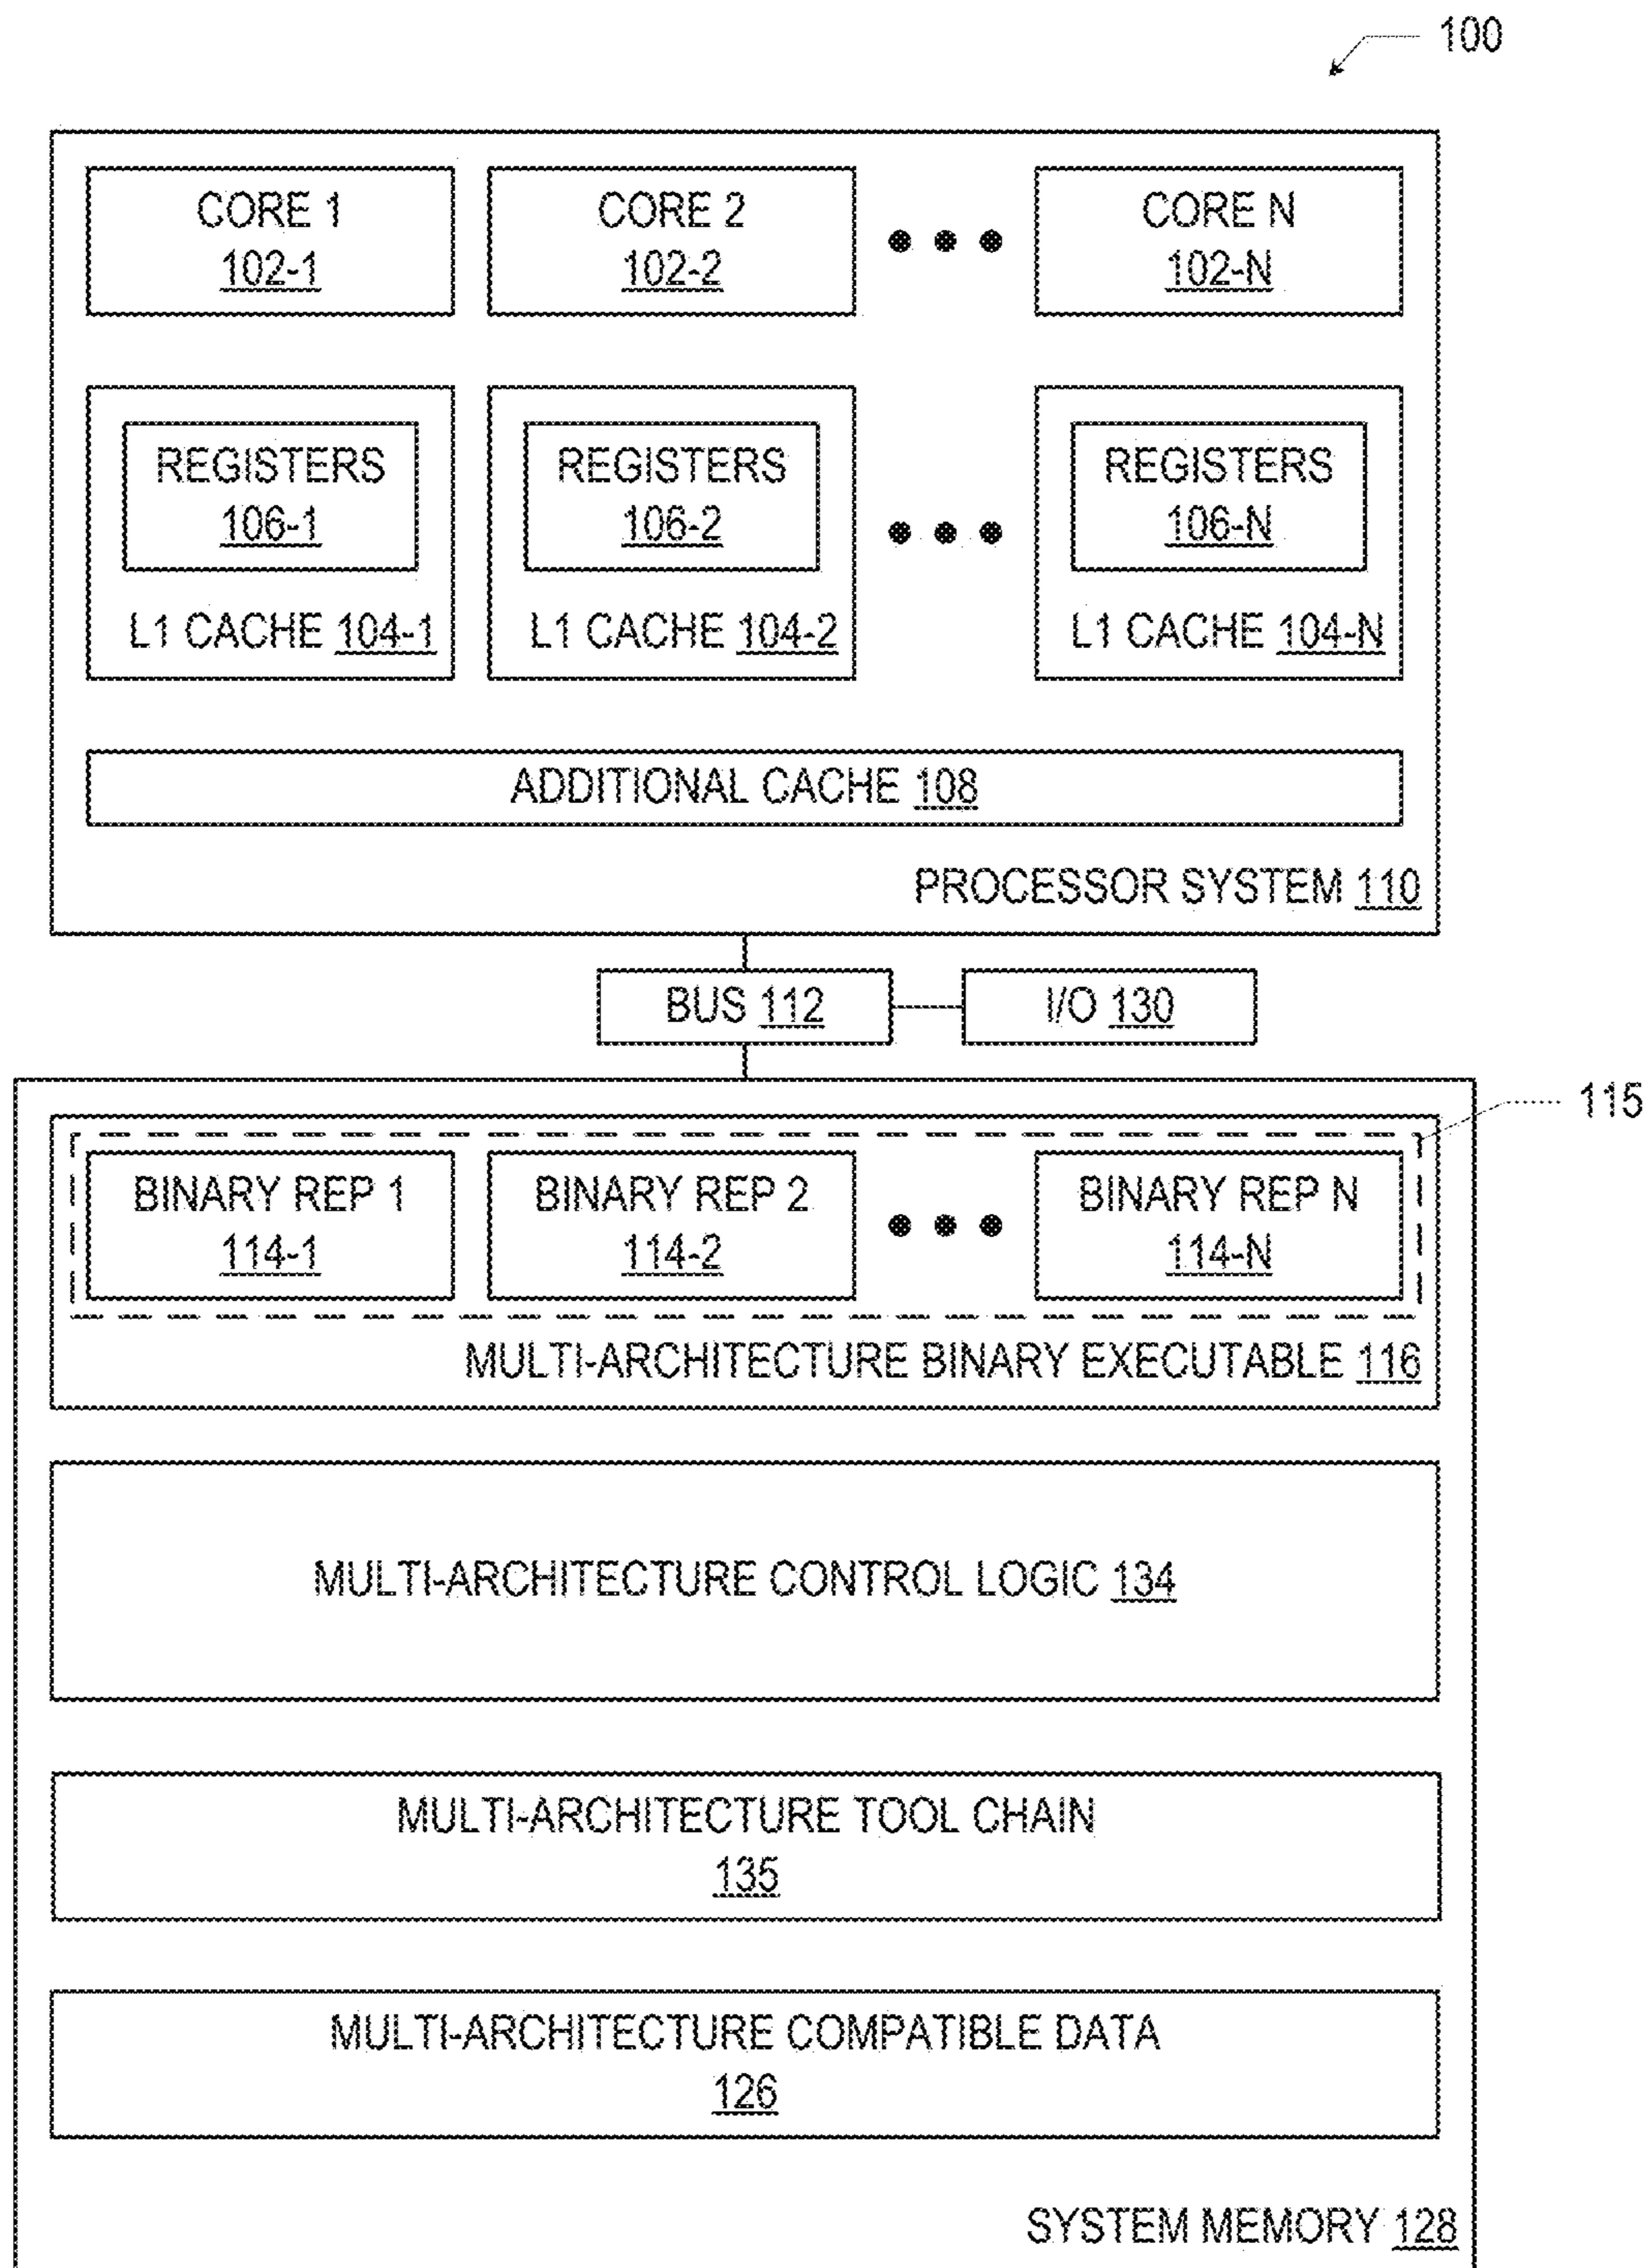 100
CORE 1
102-1
CORE 2
102-2
CORE N
102-N
REGISTERS
106-1
L1 CACHE 104-1
REGISTERS
106-2
L1 CACHE 104-2
REGISTERS
106-N
L1 CACHE 104-N
ADDITIONAL CACHE 108
PROCESSOR SYSTEM 110
BUS 112
I/O 130
115
BINARY REP 1
114-1
BINARY REP 2
114-2
BINARY REP N
114-N
MULTI-ARCHITECTURE BINARY EXECUTABLE 116
MULTI-ARCHITECTURE CONTROL LOGIC 134
MULTI-ARCHITECTURE TOOL CHAIN
135
MULTI-ARCHITECTURE COMPATIBLE DATA
126
SYSTEM MEMORY 128